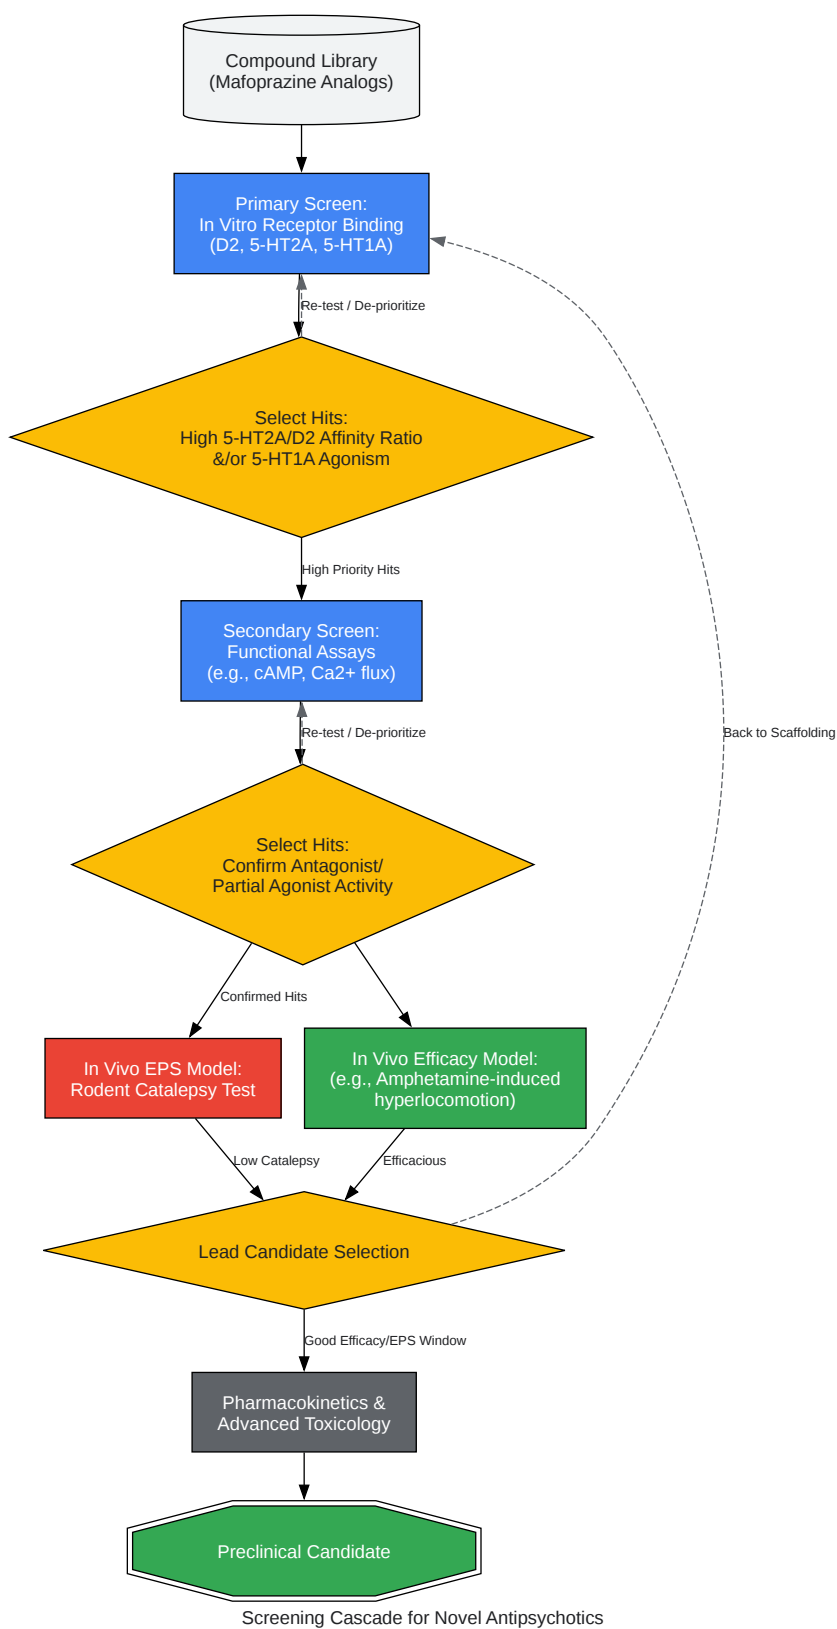 Compound Library
(Mafoprazine Analogs)
Primary Screen:
In Vitro Receptor Binding
(D2, 5-HT2A, 5-HT1A)
Re-test / De-prioritize
Select Hits:
High 5-HT2A/D2 Affinity Ratio
&/or 5-HT1A Agonism
High Priority Hits
Secondary Screen:
Functional Assays
(e.g., cAMP, Ca2+ flux)
Re-test / De-prioritize
Back to Scaffolding
Select Hits:
Confirm Antagonist/
Partial Agonist Activity
Confirmed Hits
In Vivo EPS Model:
Rodent Catalepsy Test
In Vivo Efficacy Model:
(e.g., Amphetamine-induced
hyperlocomotion)
Low Catalepsy
Efficacious
Lead Candidate Selection
Good Efficacy/EPS Window
Pharmacokinetics &
Advanced Toxicology
Preclinical Candidate
Screening Cascade for Novel Antipsychotics